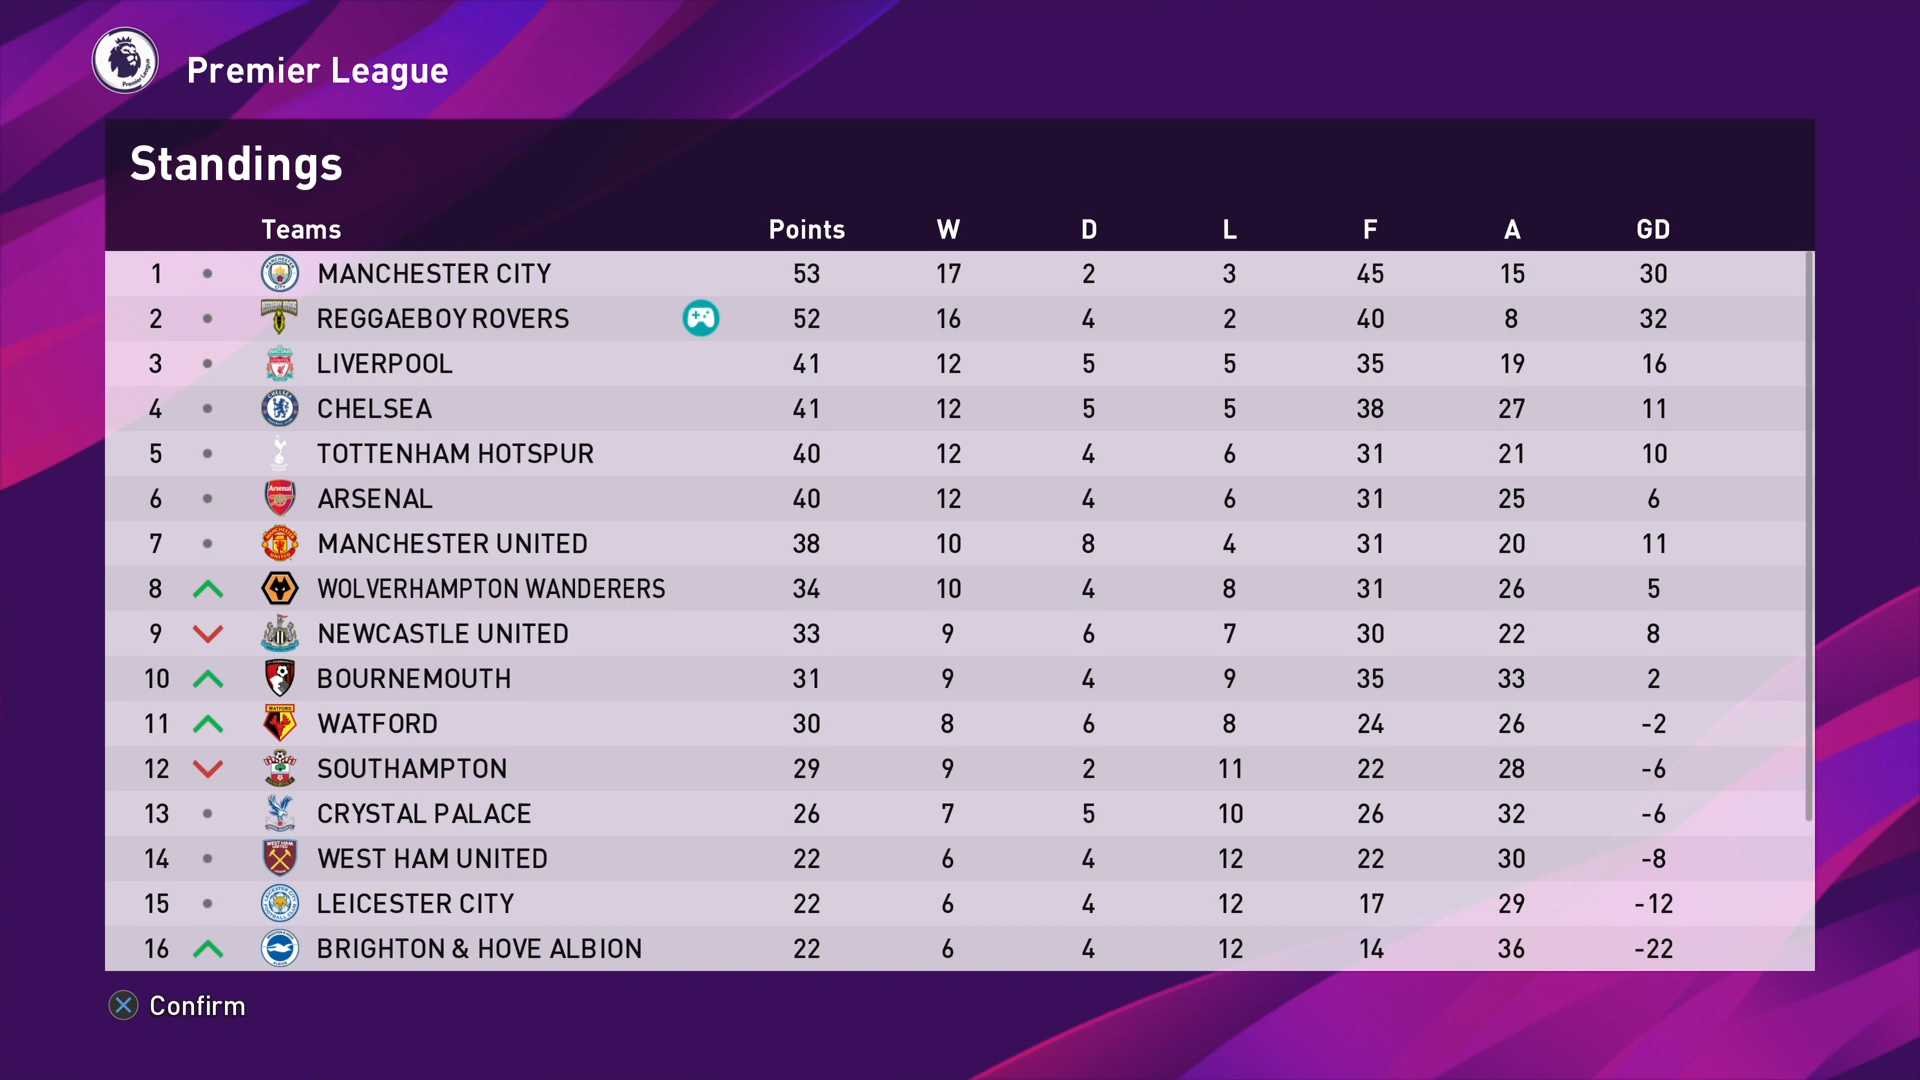 Premier League
Standings
Teams Points W D L F A GD
1 MANCHESTER CITY 53 17 2 3 45 15 30
2 REGGAEBOY ROVERS 52 16 4 2 40 8 32
3 LIVERPOOL 41 12 5 5 35 19 16
4 CHELSEA 41 12 5 5 38 27 11
5 TOTTENHAM HOTSPUR 40 12 4 6 31 21 10
6 ARSENAL 40 12 4 6 31 25 6
7 MANCHESTER UNITED 38 10 8 4 31 20 11
8 WOLVERHAMPTON WANDERERS 34 10 4 8 31 26 5
9 NEWCASTLE UNITED 33 9 6 7 30 22 8
10 BOURNEMOUTH 31 9 4 9 35 33 2
11 WATFORD 30 8 6 8 24 26 -2
12 SOUTHAMPTON 29 9 2 11 22 28 -6
13 CRYSTAL PALACE 26 7 5 10 26 32 -6
14 WEST HAM UNITED 22 6 4 12 22 30 -8
15 LEICESTER CITY 22 6 4 12 17 29 -12
16 BRIGHTON & HOVE ALBION 22 6 4 12 14 36 -22
Confirm